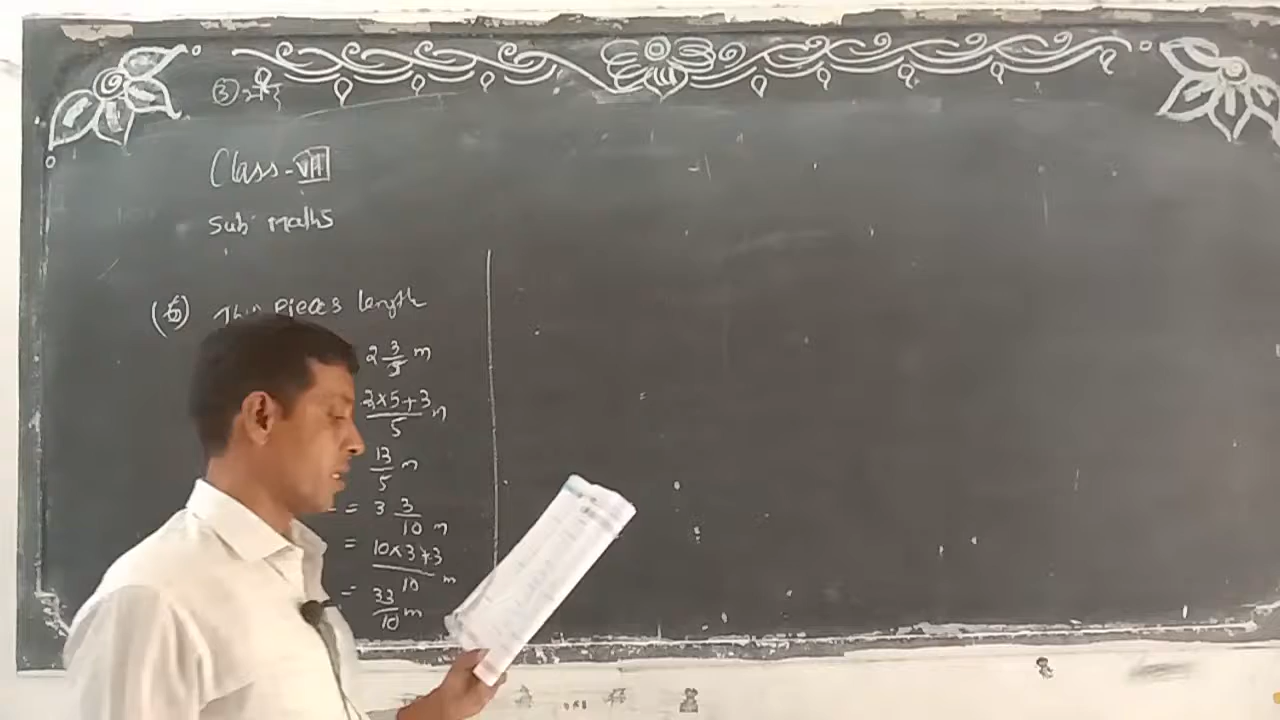 Class - VII
Sub: maths
(5) pieces length
2 3/5 m
2×5+3/5 m
13/5 m
= 3 3/10 m
= 10×3+3/10 m
= 33/10 m